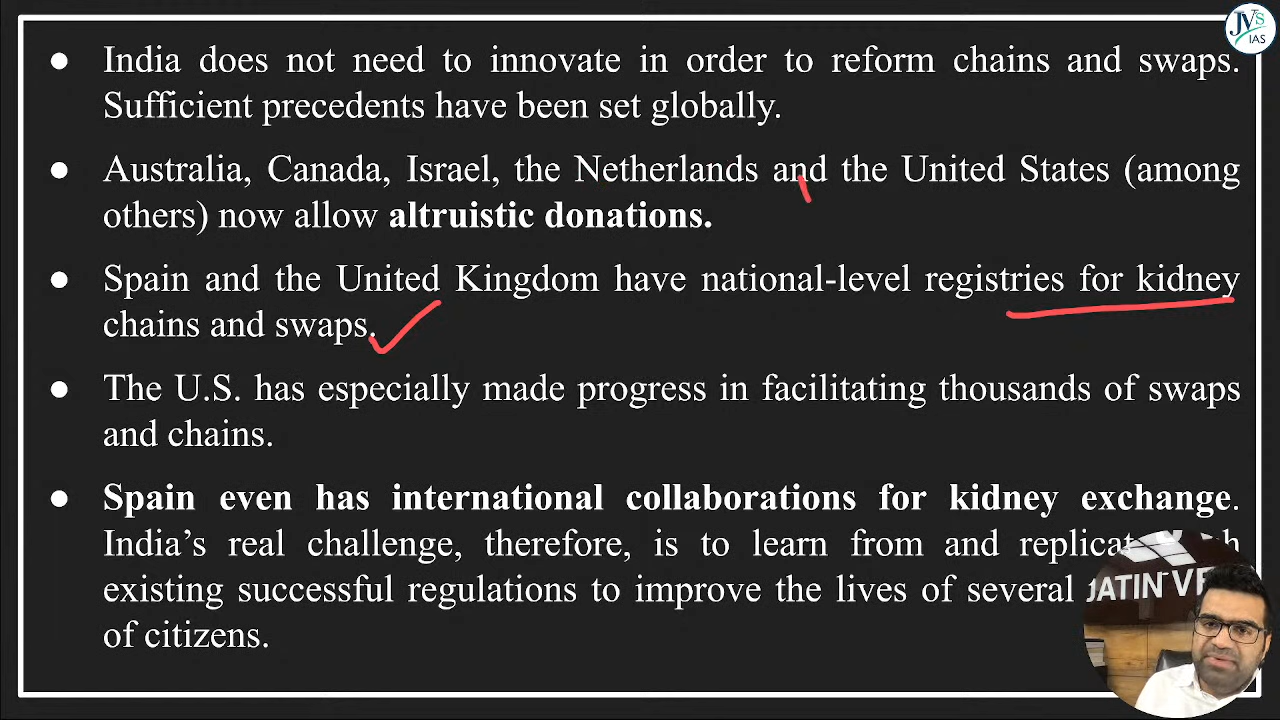 JV'S
IAS
● India does not need to innovate in order to reform chains and swaps.
Sufficient precedents have been set globally.
● Australia, Canada, Israel, the Netherlands and the United States (among
others) now allow altruistic donations.
● Spain and the United Kingdom have national-level registries for kidney
chains and swaps.
● The U.S. has especially made progress in facilitating thousands of swaps
and chains.
● Spain even has international collaborations for kidney exchange.
India's real challenge, therefore, is to learn from and
existing successful regulations to improve the lives of several
of citizens.
JATIN